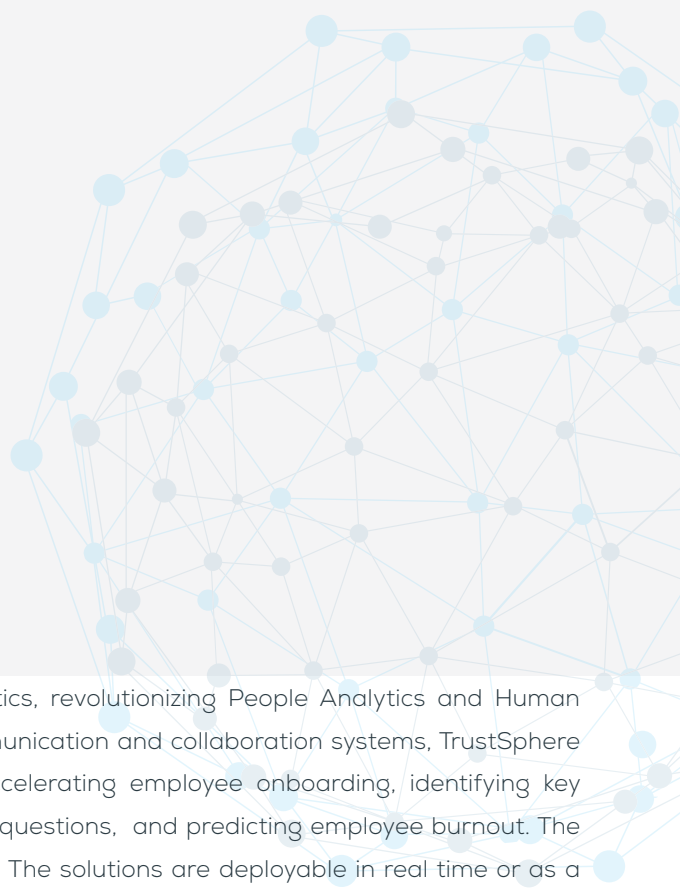 tics, revolutionizing People Analytics and Human
unication and collaboration systems, TrustSphere
celerating employee onboarding, identifying key
questions, and predicting employee burnout. The
The solutions are deployable in real time or as a